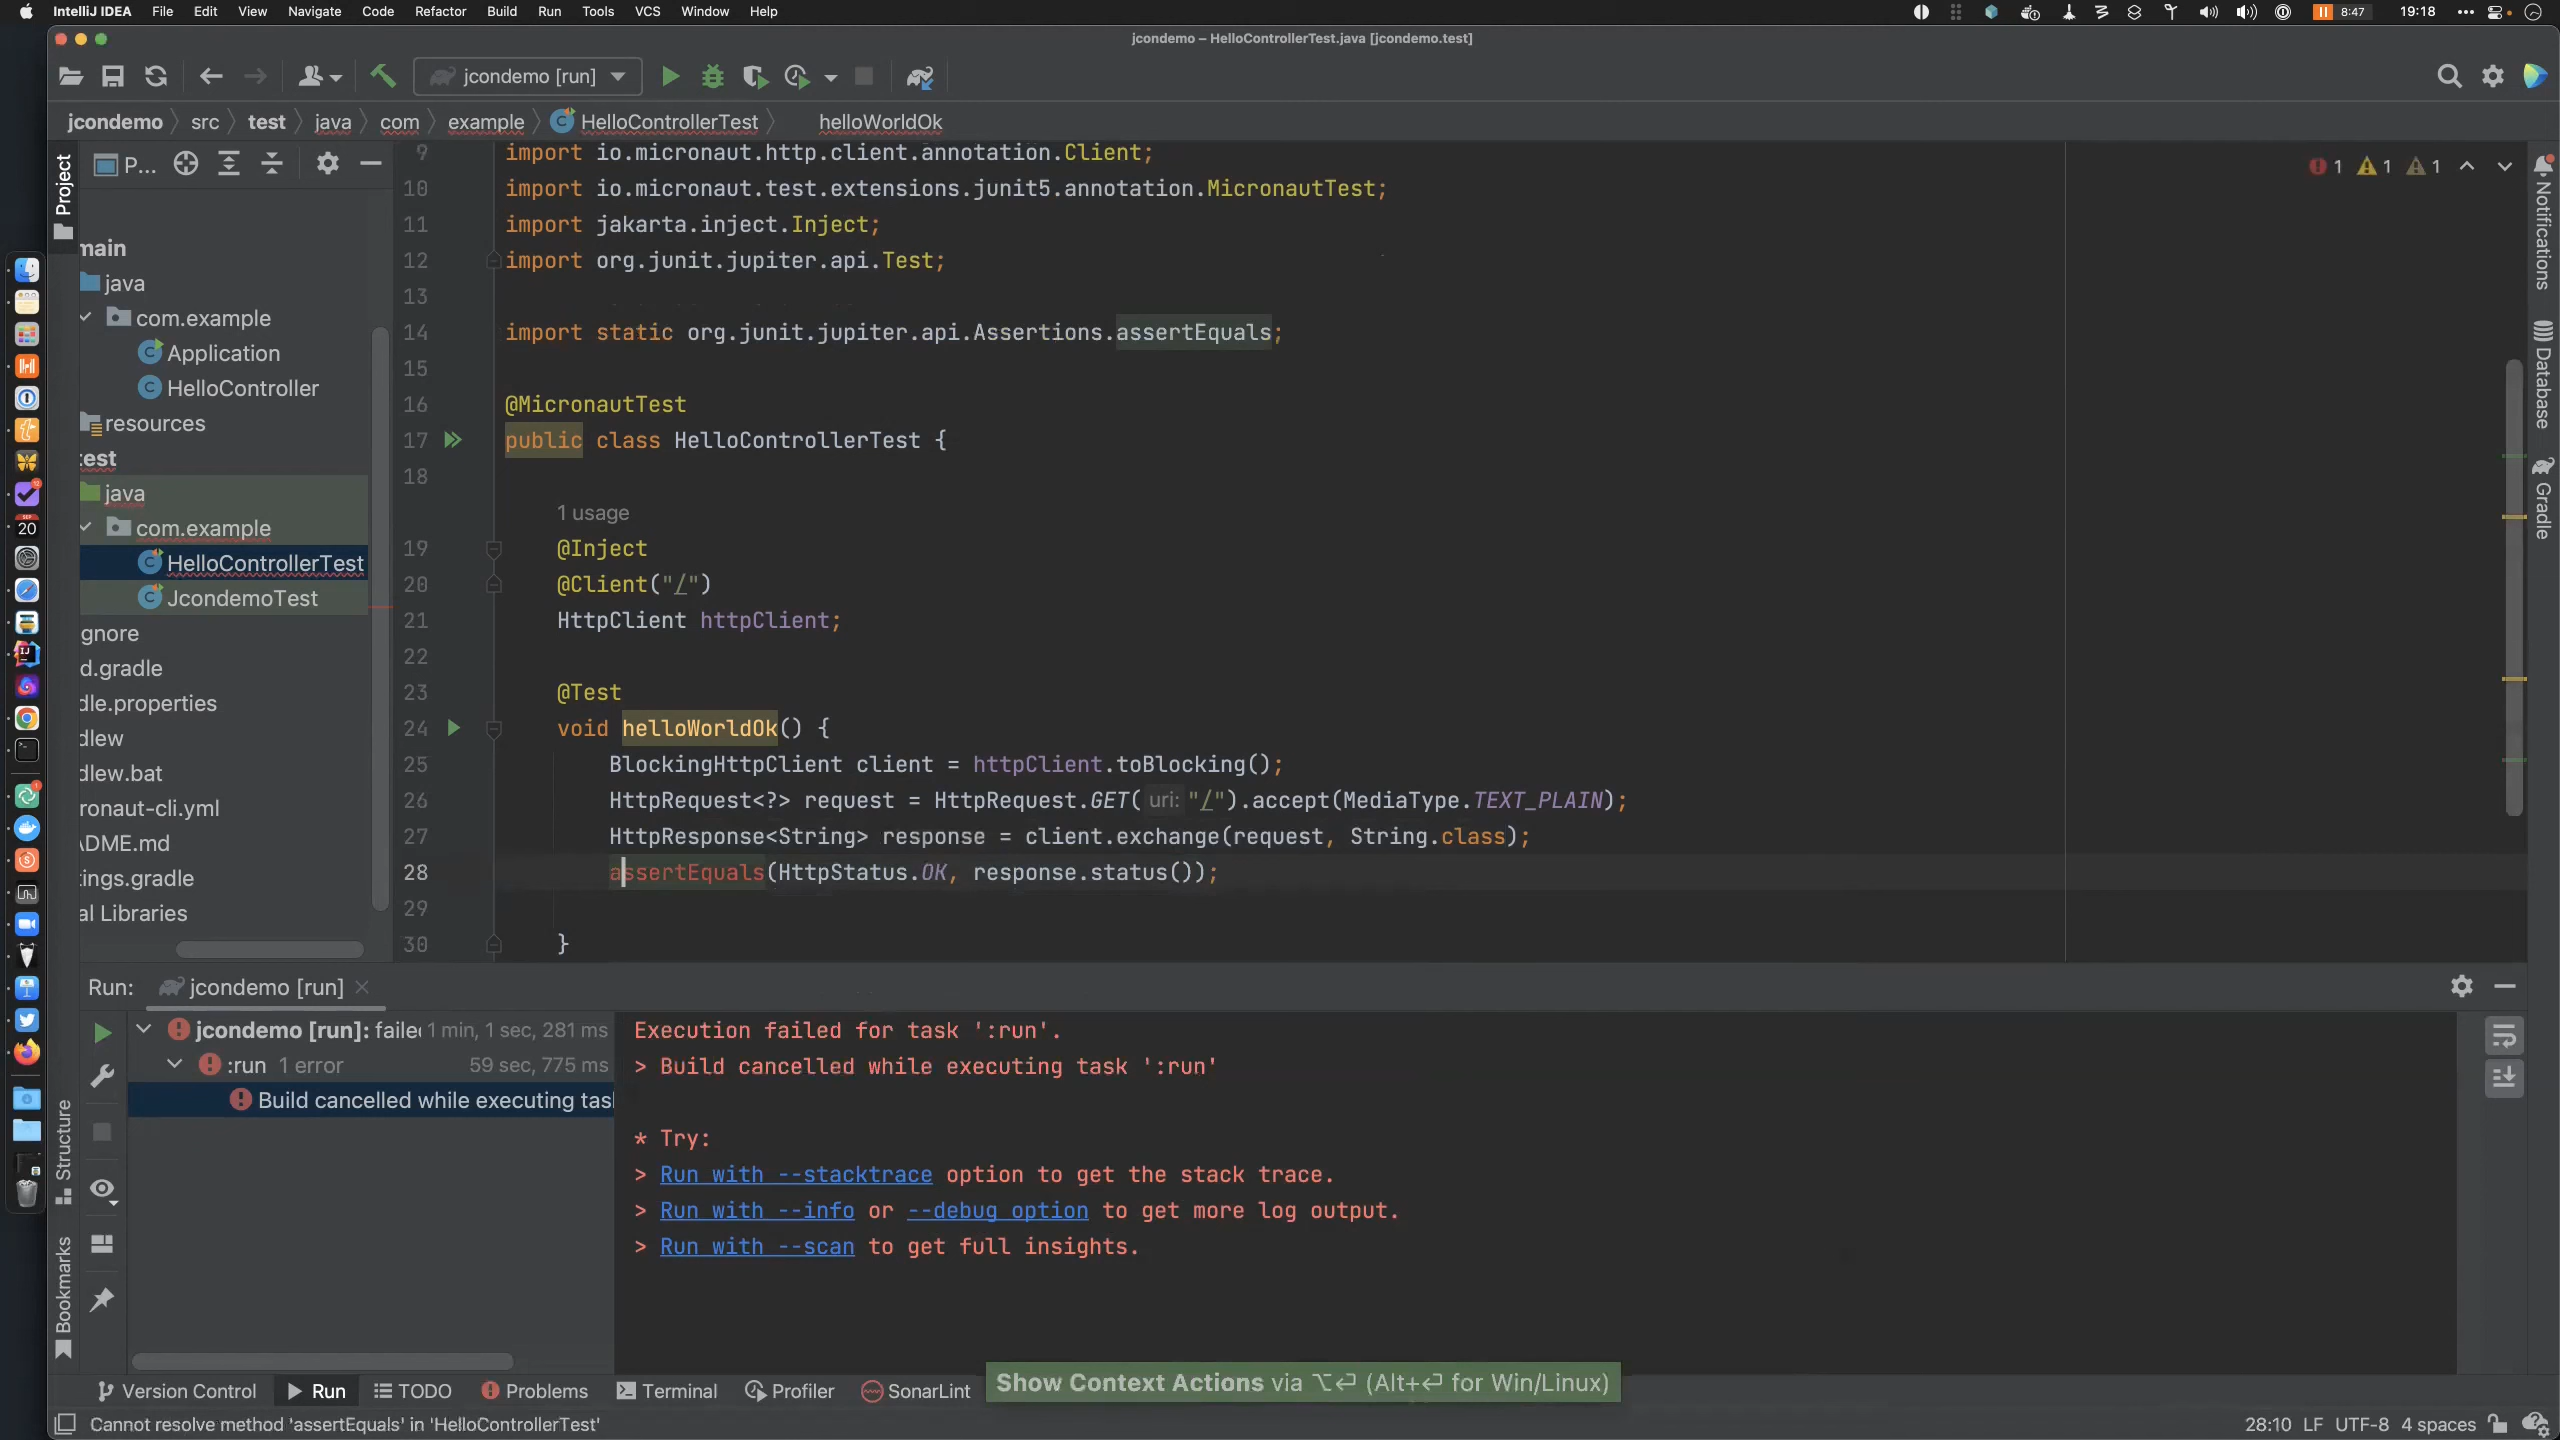 IntelliJ IDEA File Edit View Navigate Code Refactor Build Run Tools VCS Window Help 8:47 19:18
jcondemo – HelloControllerTest.java [jcondemo.test]
jcondemo [run]
jcondemo src test java com example HelloControllerTest helloWorldOk
Project
P...
main
java
com.example
Application
HelloController
resources
test
java
com.example
HelloControllerTest
JcondemoTest
gnore
d.gradle
dle.properties
dlew
dlew.bat
ronaut-cli.yml
ADME.md
tings.gradle
al Libraries
1 1 1
9 import io.micronaut.http.client.annotation.Client;
10 import io.micronaut.test.extensions.junit5.annotation.MicronautTest;
11 import jakarta.inject.Inject;
12 import org.junit.jupiter.api.Test;
13
14 import static org.junit.jupiter.api.Assertions.assertEquals;
15
16 @MicronautTest
17 public class HelloControllerTest {
18
1 usage
19 @Inject
20 @Client("/")
21 HttpClient httpClient;
22
23 @Test
24 void helloWorldOk() {
25 BlockingHttpClient client = httpClient.toBlocking();
26 HttpRequest<?> request = HttpRequest.GET( uri: "/").accept(MediaType.TEXT_PLAIN);
27 HttpResponse<String> response = client.exchange(request, String.class);
28 assertEquals(HttpStatus.OK, response.status());
29
30 }
Notifications
Database
Gradle
20
Run: jcondemo [run]
jcondemo [run]: failed 1 min, 1 sec, 281 ms
:run 1 error 59 sec, 775 ms
Build cancelled while executing tas
Execution failed for task ':run'.
> Build cancelled while executing task ':run'
* Try:
> Run with --stacktrace option to get the stack trace.
> Run with --info or --debug option to get more log output.
> Run with --scan to get full insights.
Structure
Bookmarks
Version Control Run TODO Problems Terminal Profiler SonarLint
Show Context Actions via ⌥⏎ (Alt+⏎ for Win/Linux)
Cannot resolve method 'assertEquals' in 'HelloControllerTest' 28:10 LF UTF-8 4 spaces